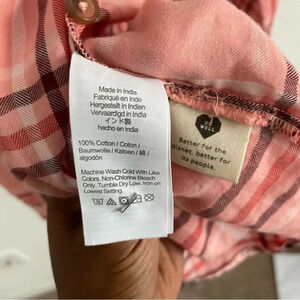 Made in India
Fabriqué en Inde
Hergestellt in Indien
Vervaardigd in India
インド製
hecho en India
100% Cotton / Coton /
Baumwolle / Katoen / 綿 /
algodón
Machine Wash Cold With Like
Colors. Non-Chlorine Bleach
Only. Tumble Dry Low. Iron on
Lowest Setting.
WELL
Better for the
planet, better for
its people.